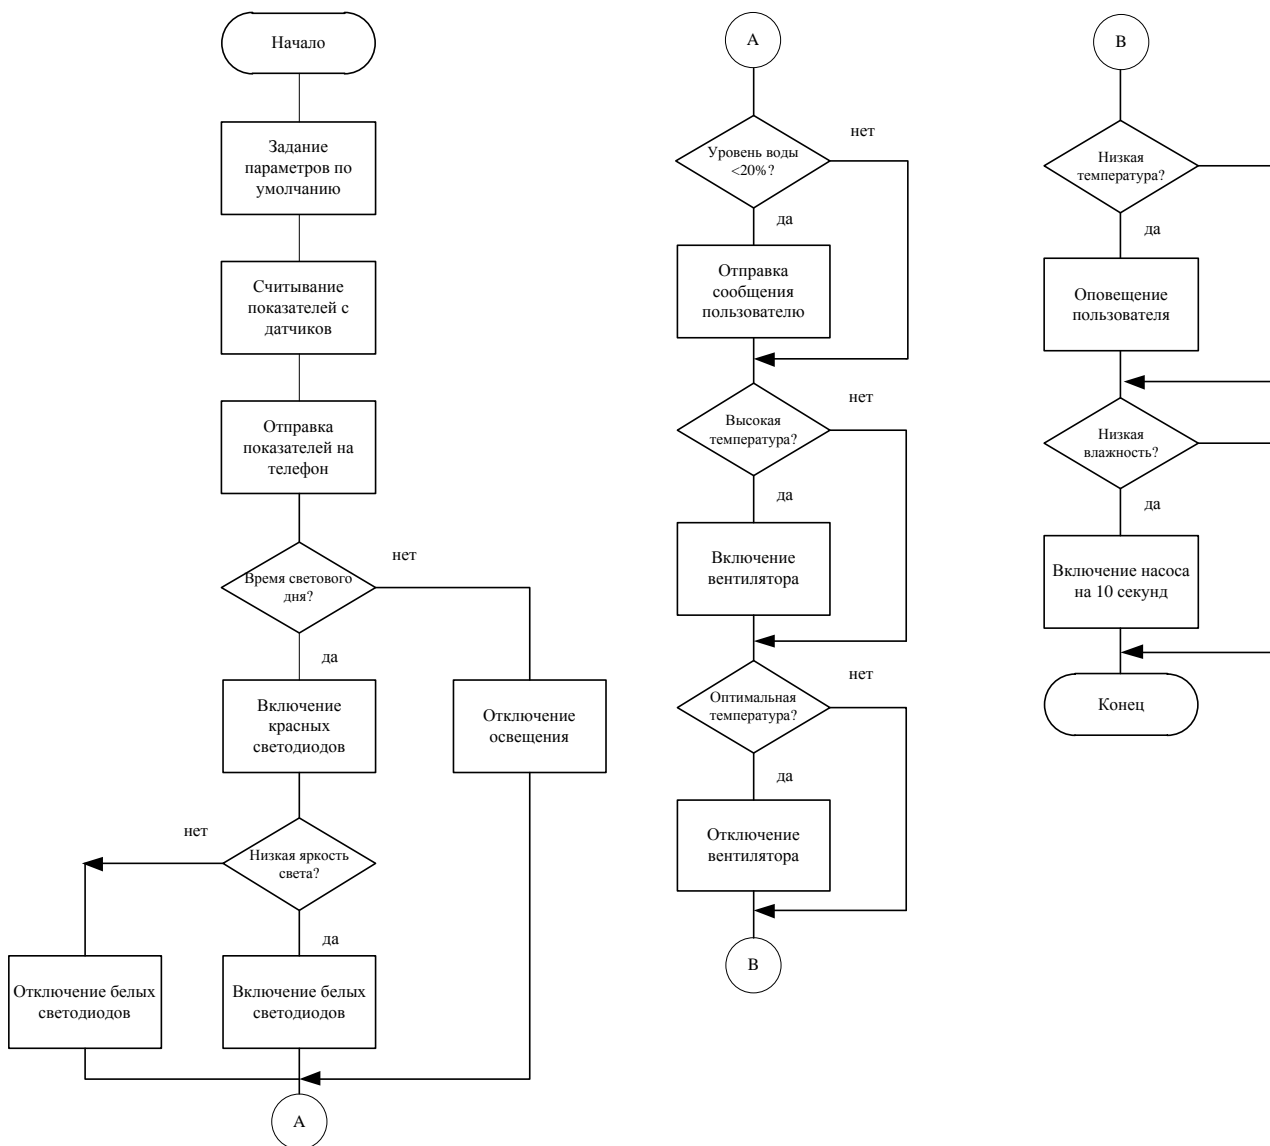 Начало
Задание
параметров по
умолчанию
Считывание
показателей с
датчиков
Отправка
показателей на
телефон
Время светового
дня?
нет
да
Включение
красных
светодиодов
Отключение
освещения
нет
Низкая яркость
света?
да
Отключение белых
светодиодов
Включение белых
светодиодов
А
А
нет
Уровень воды
<20%?
да
Отправка
сообщения
пользователю
нет
Высокая
температура?
да
Включение
вентилятора
нет
Оптимальная
температура?
да
Отключение
вентилятора
В
В
Низкая
температура?
да
Оповещение
пользователя
Низкая
влажность?
да
Включение насоса
на 10 секунд
Конец